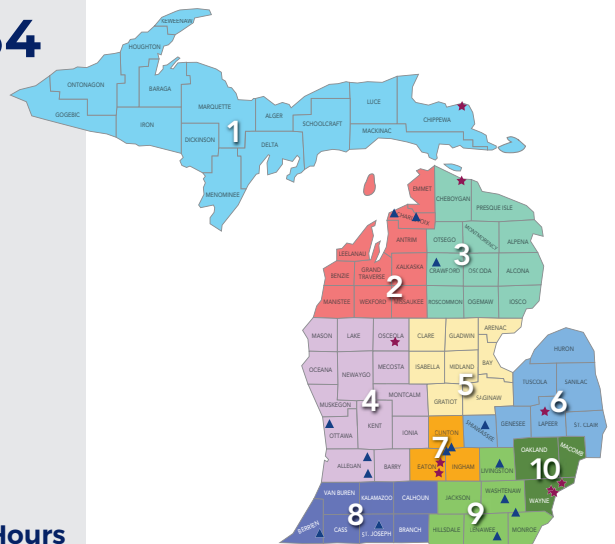 64
KEWEENAW
HOUGHTON
ONTONAGON
BARAGA
GOGEBIC
IRON
MARQUETTE
DICKINSON
1
MENOMINEE
ALGER
DELTA
SCHOOLCRAFT
LUCE
MACKINAC
CHIPPEWA
EMMET
CHEBOYGAN
PRESQUE ISLE
CHARLEVOIX
ANTRIM
OTSEGO
MONTMORENCY
ALPENA
LEELANAU
3
BENZIE
GRAND TRAVERSE
KALKASKA
CRAWFORD
OSCODA
ALCONA
2
MANISTEE
WEXFORD
MISSAUKEE
ROSCOMMON
OGEMAW
IOSCO
MASON
LAKE
OSCEOLA
CLARE
GLADWIN
ARENAC
HURON
OCEANA
NEWAYGO
MECOSTA
ISABELLA
MIDLAND
BAY
5
TUSCOLA
SANILAC
MUSKEGON
MONTCALM
GRATIOT
SAGINAW
4
6
OTTAWA
KENT
IONIA
CLINTON
SHIAWASSEE
GENESEE
LAPEER
ST. CLAIR
7
ALLEGAN
BARRY
EATON
INGHAM
LIVINGSTON
OAKLAND
MACOMB
10
VAN BUREN
KALAMAZOO
CALHOUN
JACKSON
WASHTENAW
WAYNE
8
9
BERRIEN
CASS
ST. JOSEPH
BRANCH
HILLSDALE
LENAWEE
MONROE
Hours